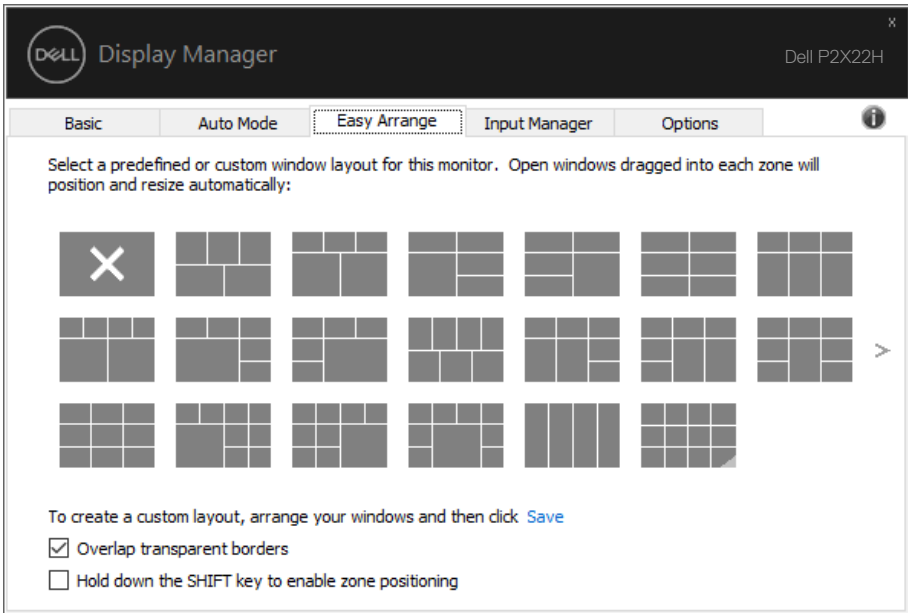 x
DELL Display Manager
Dell P2X22H
Basic Auto Mode Easy Arrange Input Manager Options
Select a predefined or custom window layout for this monitor. Open windows dragged into each zone will
position and resize automatically:
>
To create a custom layout, arrange your windows and then click Save
Overlap transparent borders
Hold down the SHIFT key to enable zone positioning